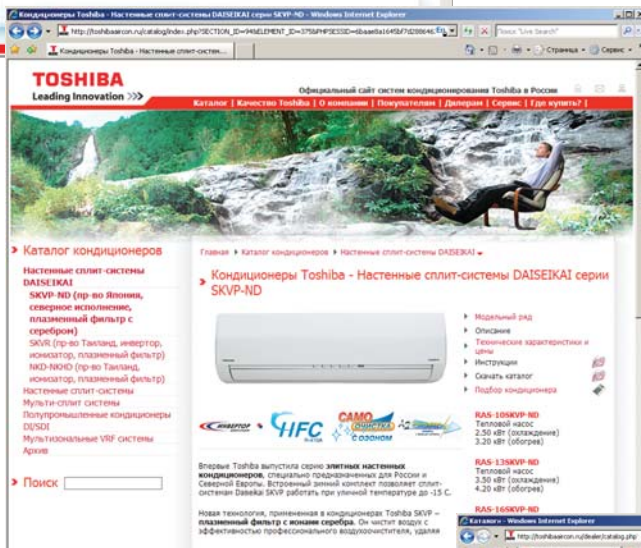 Кондиционеры Toshiba - Настенные сплит-системы DAISEIKAI серии SKVP-ND - Windows Internet Explorer
Поиск "Live Search"
Кондиционеры Toshiba - Настенные сплит-систем...
Страница
Сервис
TOSHIBA
Leading Innovation >>>
Официальный сайт систем кондиционирования Toshiba в России
Каталог | Качество Toshiba | О компании | Покупателям | Дилерам | Сервис | Где купить? |
Каталог кондиционеров
Настенные сплит-системы
DAISEIKAI
SKVP-ND (пр-во Япония,
северное исполнение,
плазменный фильтр с
серебром)
SKVR (пр-во Таиланд, инвертор,
ионизатор, плазменный фильтр)
NKD-NKHD (пр-во Таиланд,
ионизатор, плазменный фильтр)
Настенные сплит-системы
Мульти-сплит системы
Полупромышленные кондиционеры
DI/SDI
Мультизональные VRF системы
Архив
Поиск
Главная
Каталог кондиционеров
Настенные сплит-системы DAISEIKAI
Кондиционеры Toshiba - Настенные сплит-системы DAISEIKAI серии
SKVP-ND
Модельный ряд
Описание
Технические характеристики и
цены
Инструкции
Скачать каталог
Подбор кондиционера
ИНВЕРТОР
HFC
R-410A
САМО
ОЧИСТКА
С ОЗОНОМ
RAS-10SKVP-ND
Тепловой насос
2.50 кВт (охлаждение)
3.20 кВт (обогрев)
RAS-13SKVP-ND
Тепловой насос
3.50 кВт (охлаждение)
4.20 кВт (обогрев)
RAS-16SKVP-ND
Впервые Toshiba выпустила серию элитных настенных
кондиционеров, специально предназначенных для России и
Северной Европы. Встроенный зимний комплект позволяет сплит-
системам Daiseikai SKVP работать при уличной температуре до -15 С.
Новая технология, примененная в кондиционерах Toshiba SKVP –
плазменный фильтр с ионами серебра. Он чистит воздух с
эффективностью профессионального воздухоочистителя, удаляя
Каталоги - Windows Internet Explorer
http://toshibaaircon.ru/dealer/catalog.php